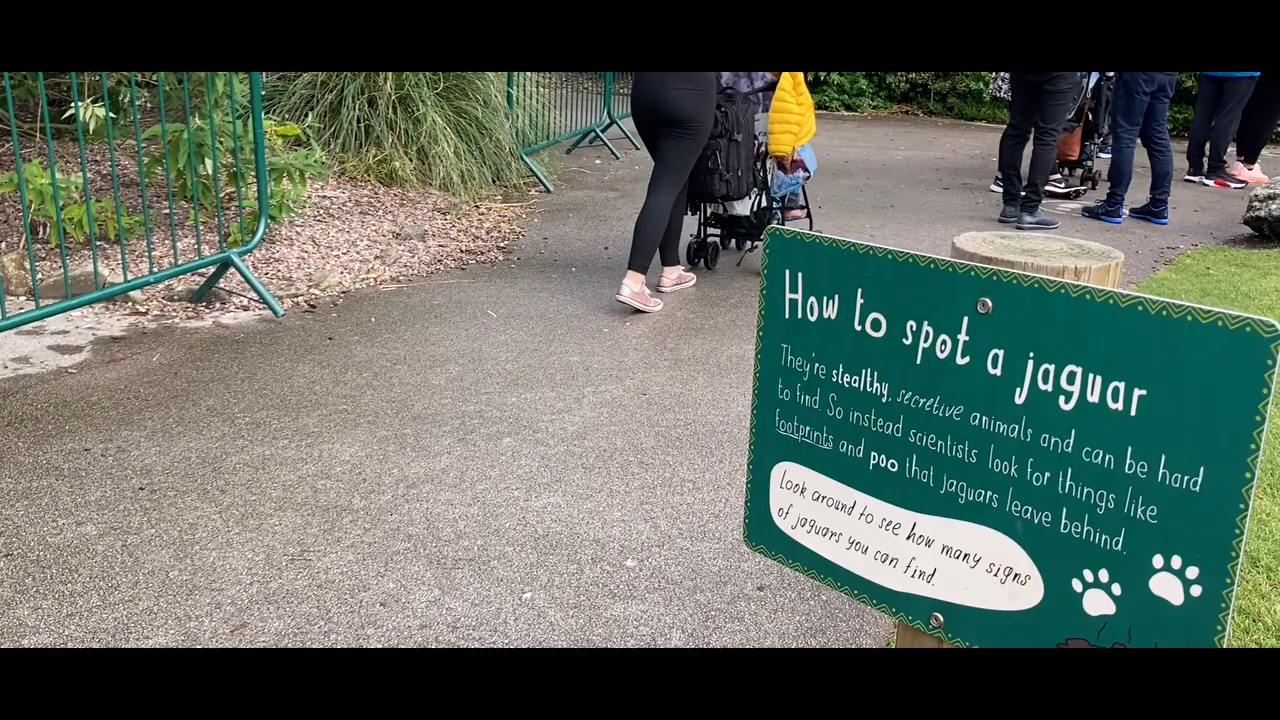 How to spot a jaguar
They're stealthy, secretive animals and can be hard
to find. So instead scientists look for things like
footprints and poo that jaguars leave behind.
Look around to see how many signs
of jaguars you can find.